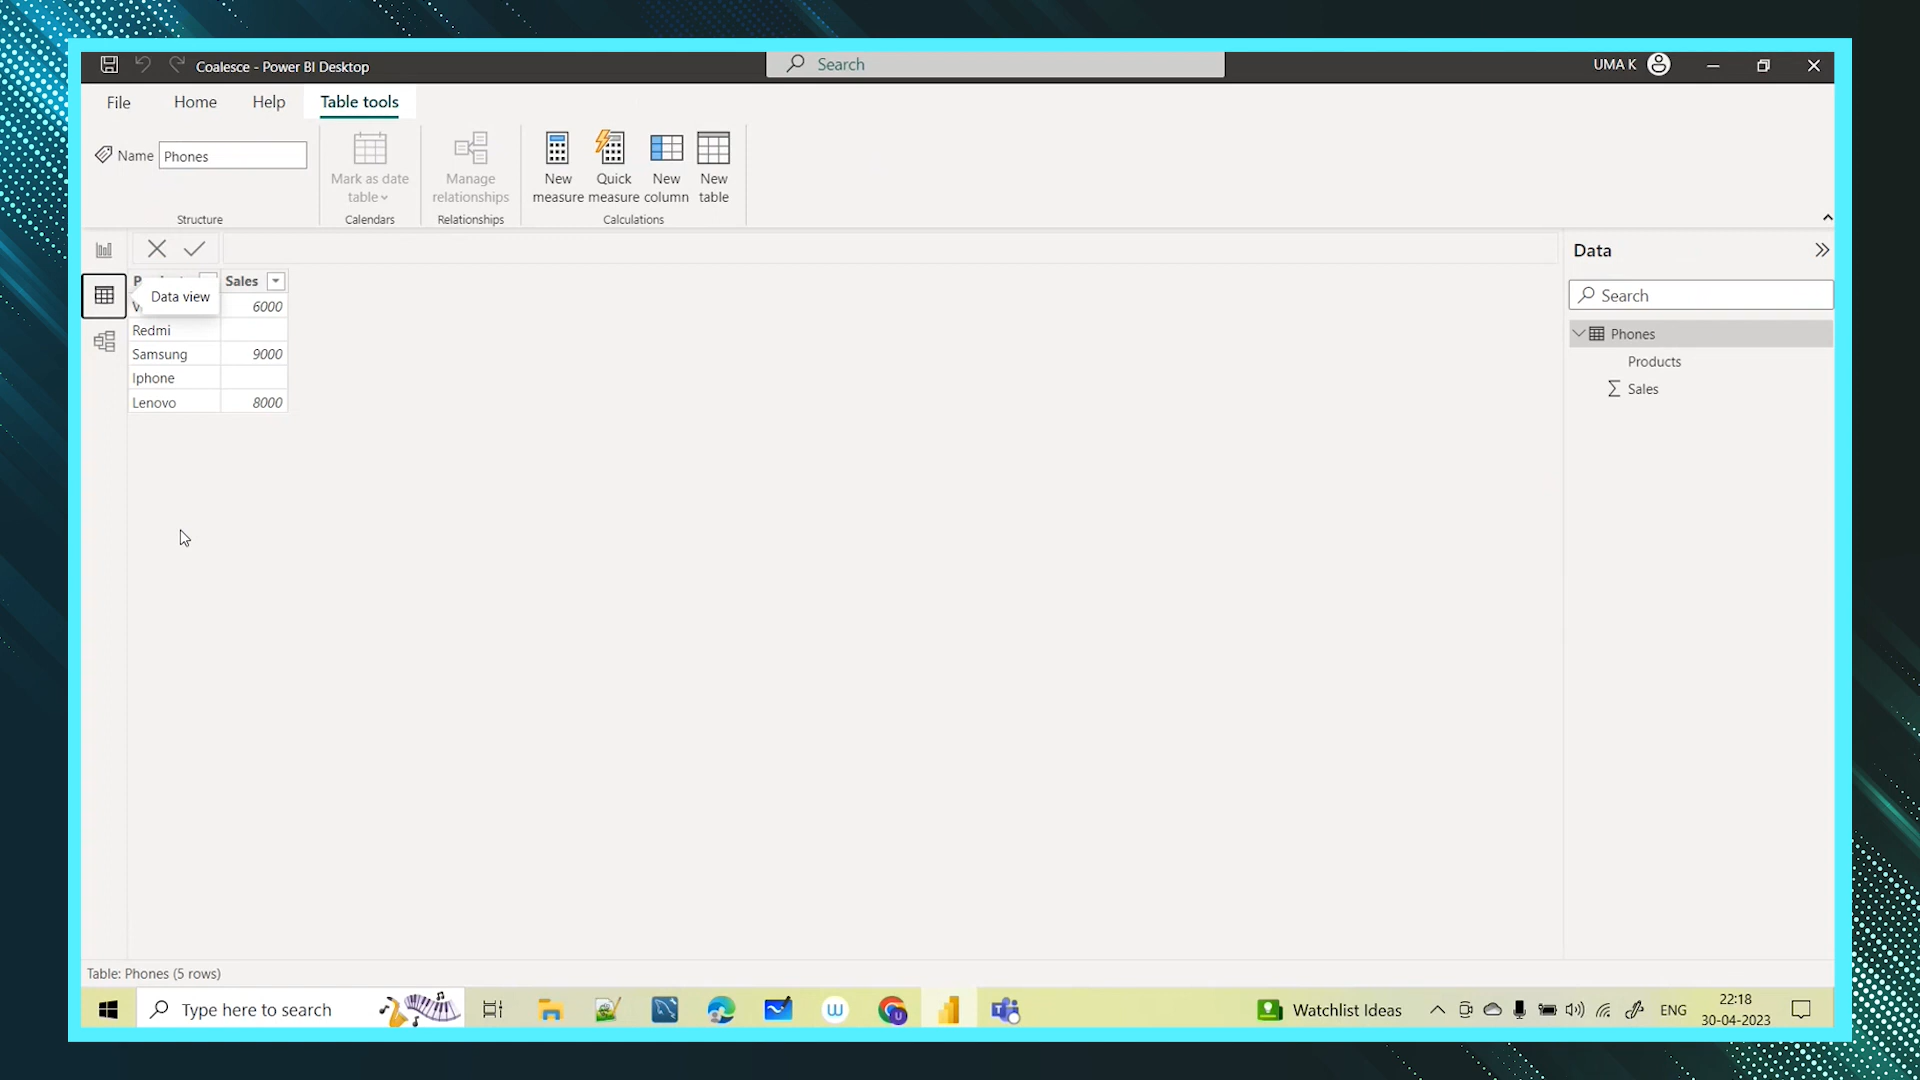 Coalesce - Power BI Desktop
Search
UMA K
File
Home
Help
Table tools
Name
Phones
Mark as date
table
Manage
relationships
New
measure
Quick
measure
New
column
New
table
Structure
Calendars
Relationships
Calculations
Data
Sales
Data view
6000
Redmi
Samsung
9000
Iphone
Lenovo
8000
Search
Phones
Products
Sales
Table: Phones (5 rows)
Type here to search
Watchlist Ideas
ENG
22:18
30-04-2023